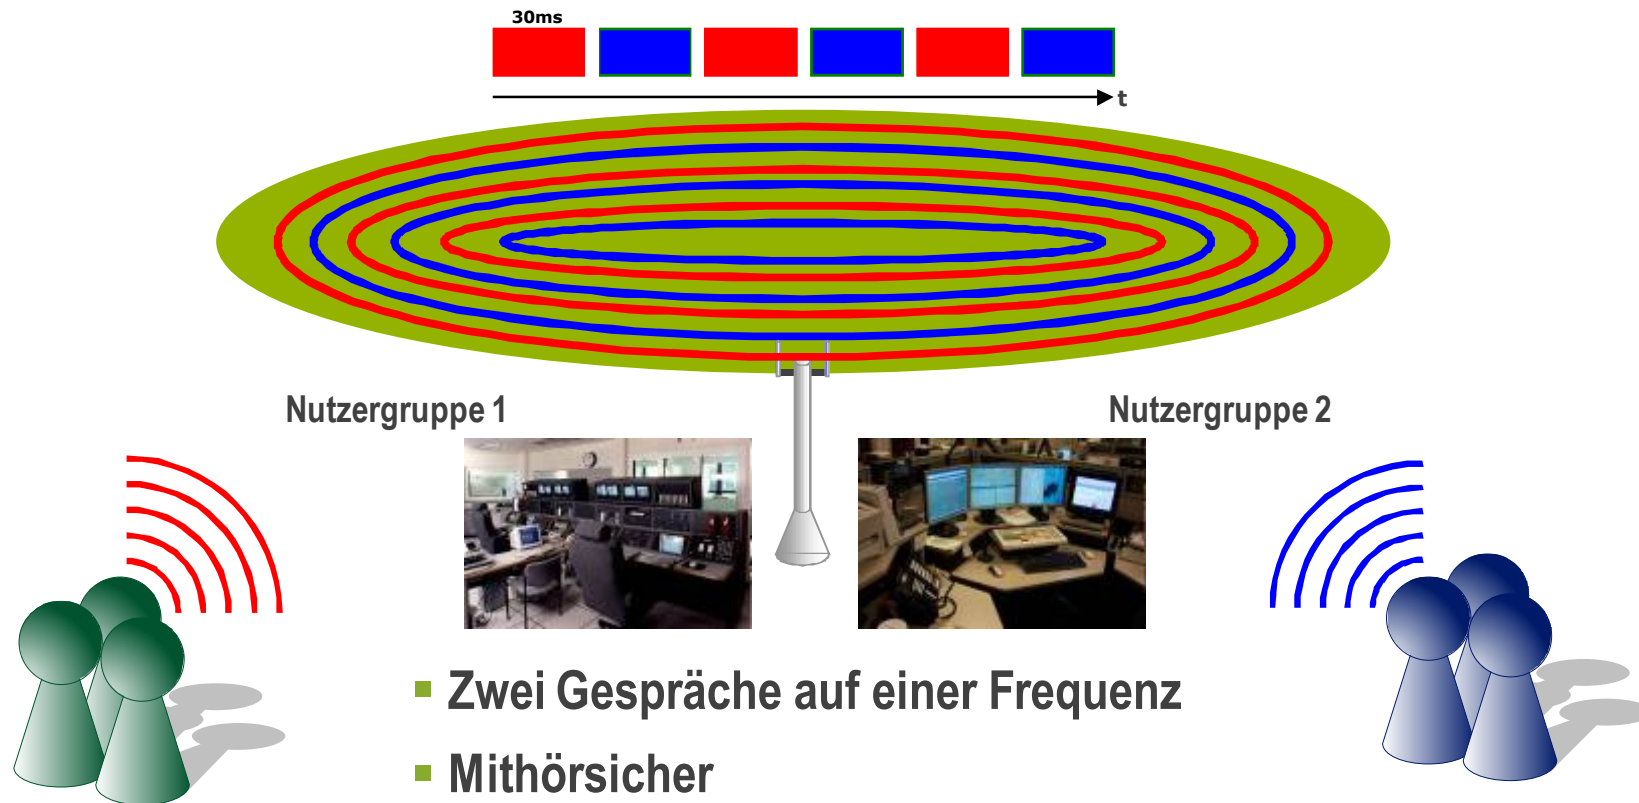 30ms
t
Nutzergruppe 1
Nutzergruppe 2
Zwei Gespräche auf einer Frequenz
Mithörsicher